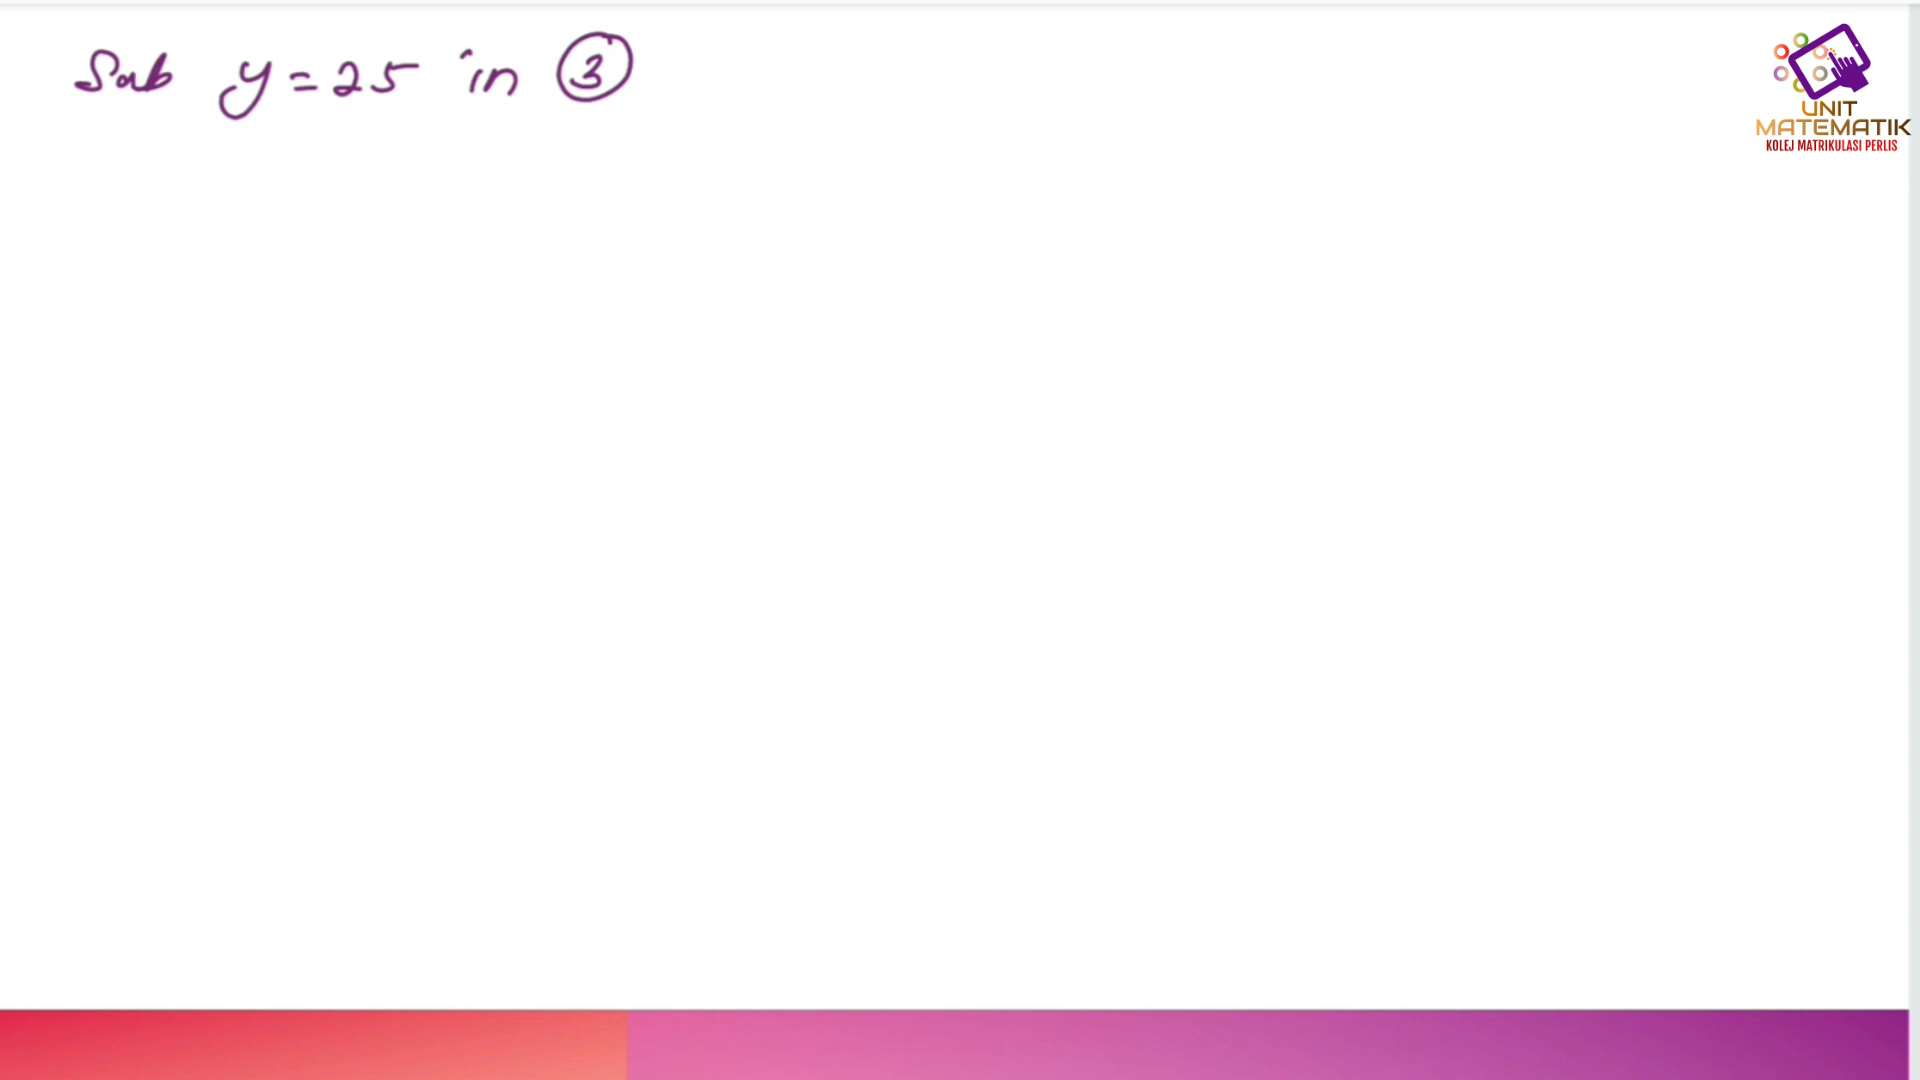 Sub y = 25 in ③
UNIT
MATEMATIK
KOLEJ MATRIKULASI PERLIS